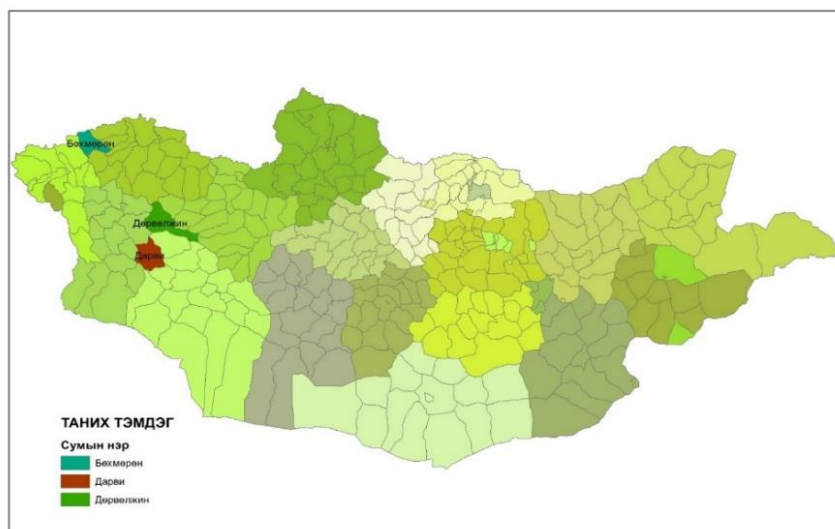 Бөхмөрөн
Дөрвөлжин
Дарви
ТАНИХ ТЭМДЭГ
Сумын нэр
Бөхмөрөн
Дарви
Дөрвөлжин